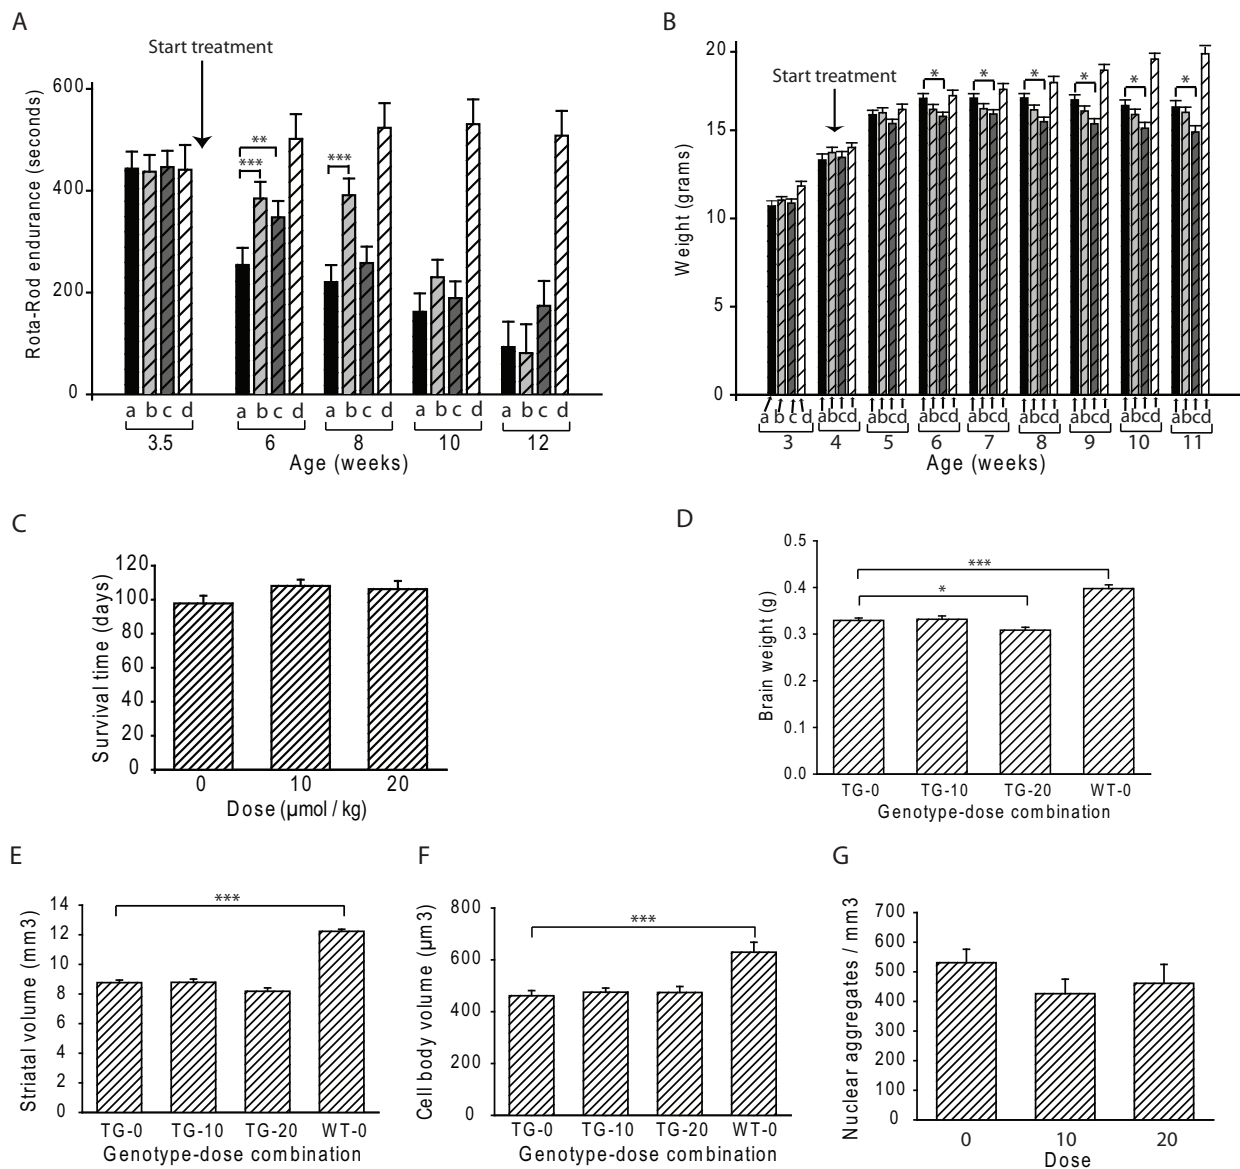 A
Start treatment
Rota-Rod endurance (seconds)
600
400
200
0
*** ** ***
a b c d a b c d a b c d a b c d a b c d
3.5 6 8 10 12
Age (weeks)
B
Start treatment
Weight (grams)
20
15
10
5
0
* * * * * *
a b c d abcd abcd abcd abcd abcd abcd abcd abcd
3 4 5 6 7 8 9 10 11
Age (weeks)
C
Survival time (days)
120
100
80
60
40
20
0
0 10 20
Dose (µmol / kg)
D
Brain weight (g)
0.5
0.4
0.3
0.2
0.1
0.0
***
*
TG-0 TG-10 TG-20 WT-0
Genotype-dose combination
E
Striatal volume (mm3)
14
12
10
8
6
4
2
0
***
TG-0 TG-10 TG-20 WT-0
Genotype-dose combination
F
Cell body volume (µm3)
800
600
400
200
0
***
TG-0 TG-10 TG-20 WT-0
Genotype-dose combination
G
Nuclear aggregates / mm3
700
600
500
400
300
200
100
0
0 10 20
Dose